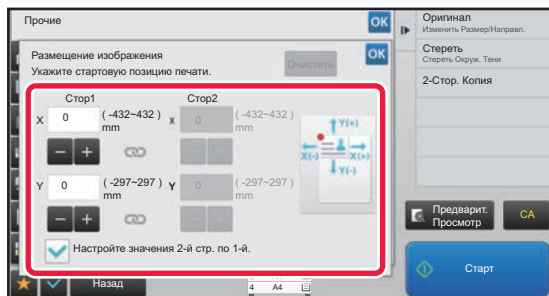 Прочие
OK
Размещение изображения
OK
Укажите стартовую позицию печати.
Очистить
Стор1
Стор2
X 0 ( -432~432 ) mm
x 0 ( -432~432 ) mm
Y(+)
X(-) X(+)
Y(-)
Y 0 ( -297~297 ) mm
Y 0 ( -297~297 ) mm
Настройте значения 2-й стр. по 1-й.
Назад
4 A4
Оригинал
Изменить Размер/Направл.
Стереть
Стереть Окруж. Тени
2-Стор. Копия
Предварит.
Просмотр
CA
Старт